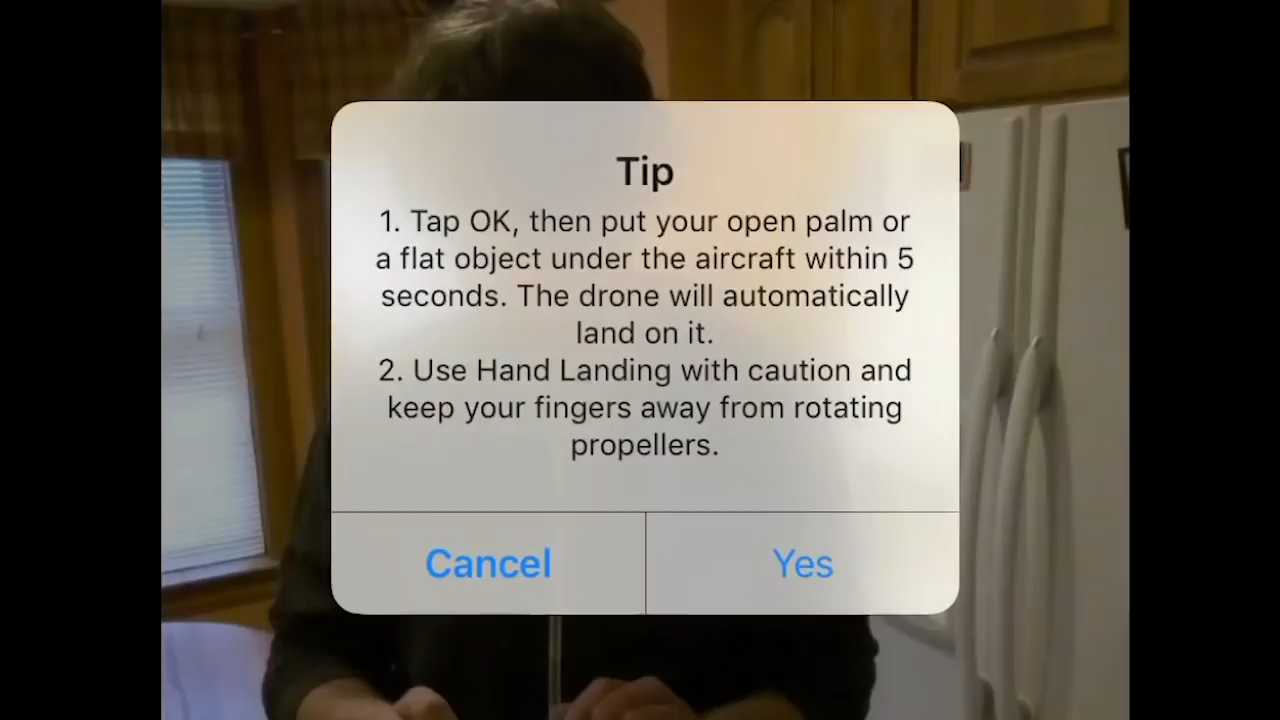 Tip
1. Tap OK, then put your open palm or
a flat object under the aircraft within 5
seconds. The drone will automatically
land on it.
2. Use Hand Landing with caution and
keep your fingers away from rotating
propellers.
Cancel
Yes